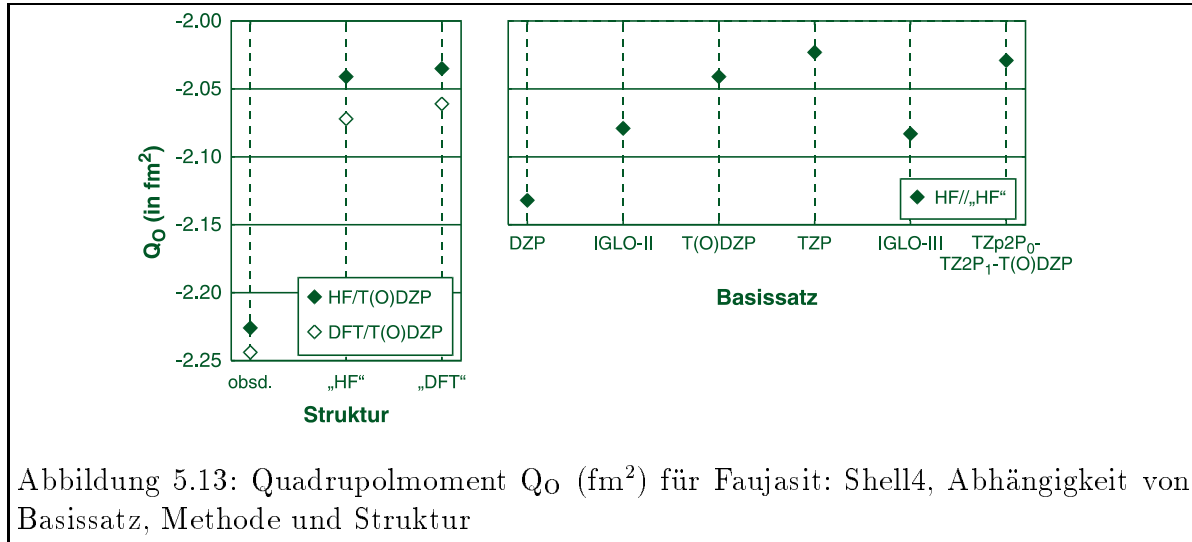 -2.00
-2.05
-2.10
-2.15
-2.20
-2.25
Q_O (in fm²)
HF/T(O)DZP
DFT/T(O)DZP
obsd.
„HF“
„DFT“
Struktur
HF//„HF“
DZP
IGLO-II
T(O)DZP
TZP
IGLO-III
TZp2P₀-
TZ2P₁-T(O)DZP
Basissatz
Abbildung 5.13: Quadrupolmoment Q_O (fm²) für Faujasit: Shell4, Abhängigkeit von
Basissatz, Methode und Struktur